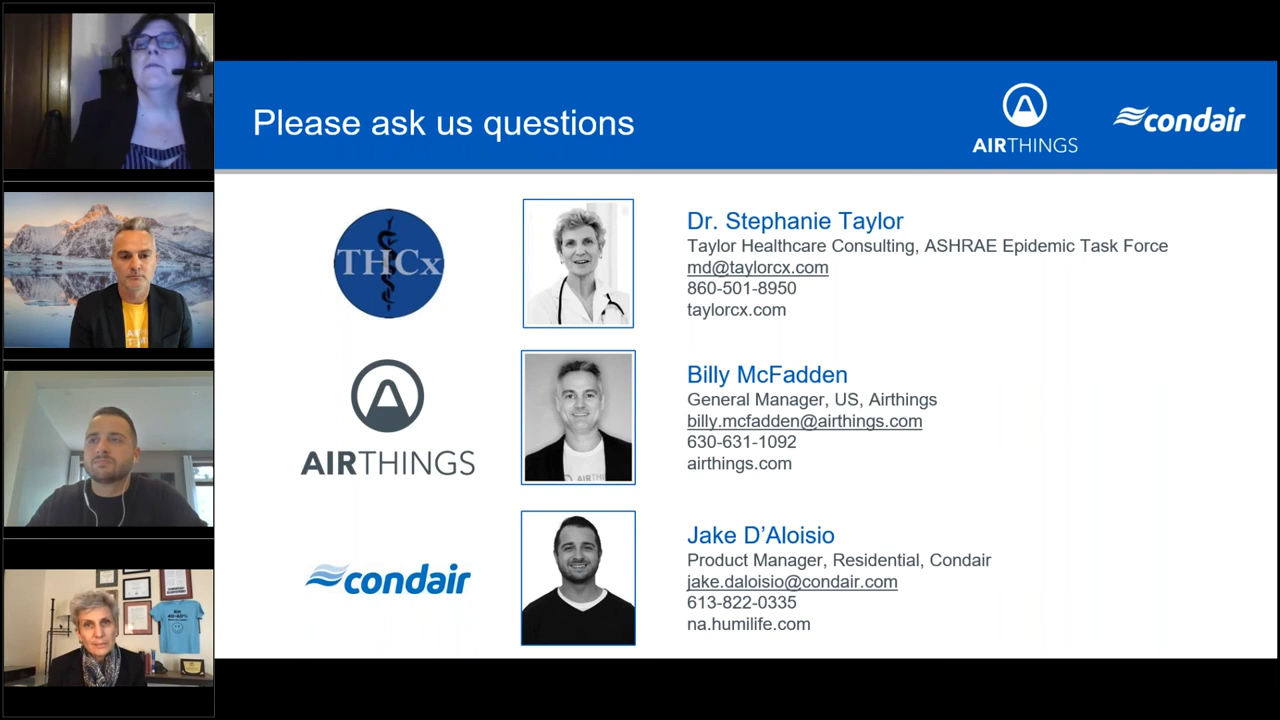 Please ask us questions
AIRTHINGS
condair
THCx
Dr. Stephanie Taylor
Taylor Healthcare Consulting, ASHRAE Epidemic Task Force
md@taylorcx.com
860-501-8950
taylorcx.com
AIRTHINGS
Billy McFadden
General Manager, US, Airthings
billy.mcfadden@airthings.com
630-631-1092
airthings.com
condair
Jake D’Aloisio
Product Manager, Residential, Condair
jake.daloisio@condair.com
613-822-0335
na.humilife.com